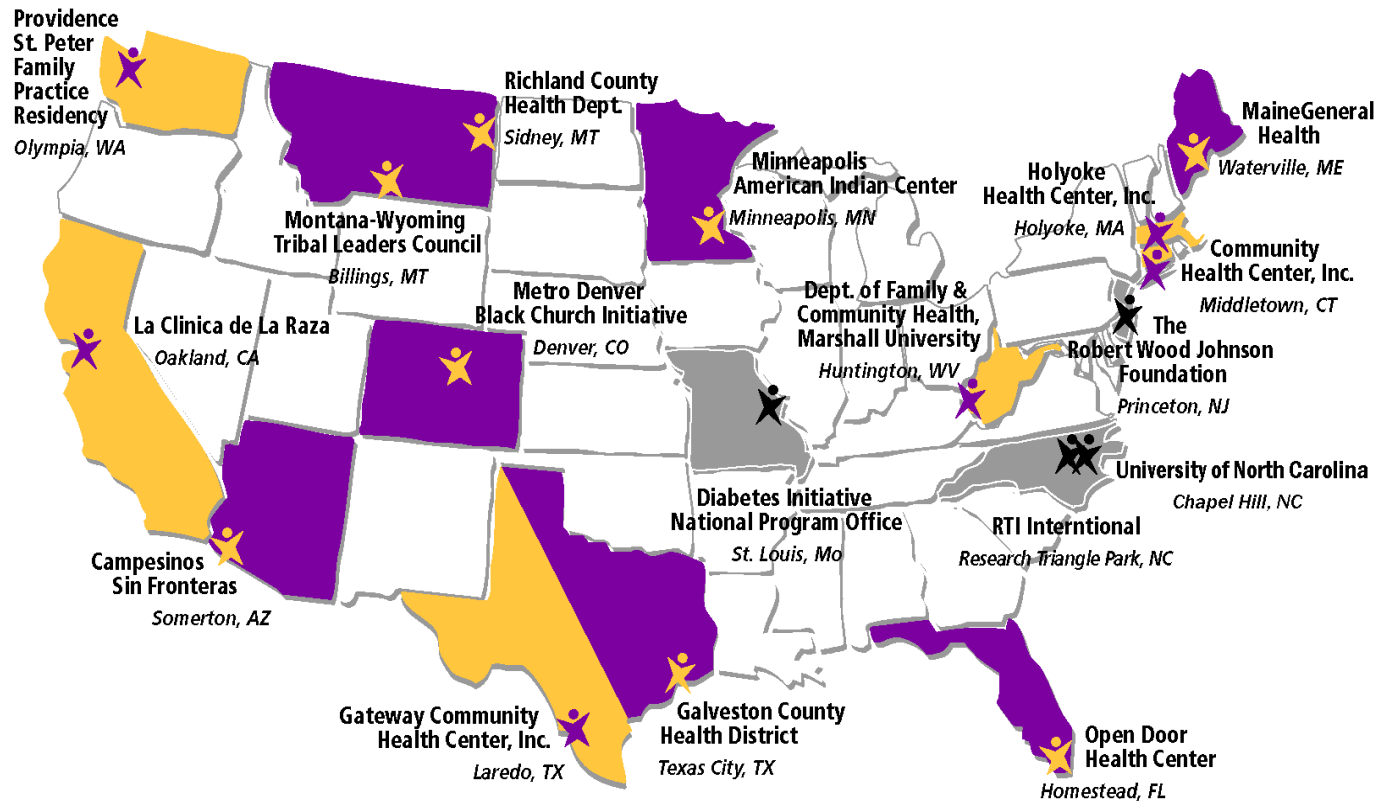 Providence
St. Peter
Family
Practice
Residency
Olympia, WA
Richland County
Health Dept.
Sidney, MT
Montana-Wyoming
Tribal Leaders Council
Billings, MT
Minneapolis
American Indian Center
Minneapolis, MN
MaineGeneral
Health
Waterville, ME
Holyoke
Health Center, Inc.
Holyoke, MA
Community
Health Center, Inc.
Middletown, CT
La Clinica de La Raza
Oakland, CA
Metro Denver
Black Church Initiative
Denver, CO
Dept. of Family &
Community Health,
Marshall University
Huntington, WV
The
Robert Wood Johnson
Foundation
Princeton, NJ
University of North Carolina
Chapel Hill, NC
Diabetes Initiative
National Program Office
St. Louis, Mo
RTI Interntional
Research Triangle Park, NC
Campesinos
Sin Fronteras
Somerton, AZ
Gateway Community
Health Center, Inc.
Laredo, TX
Galveston County
Health District
Texas City, TX
Open Door
Health Center
Homestead, FL